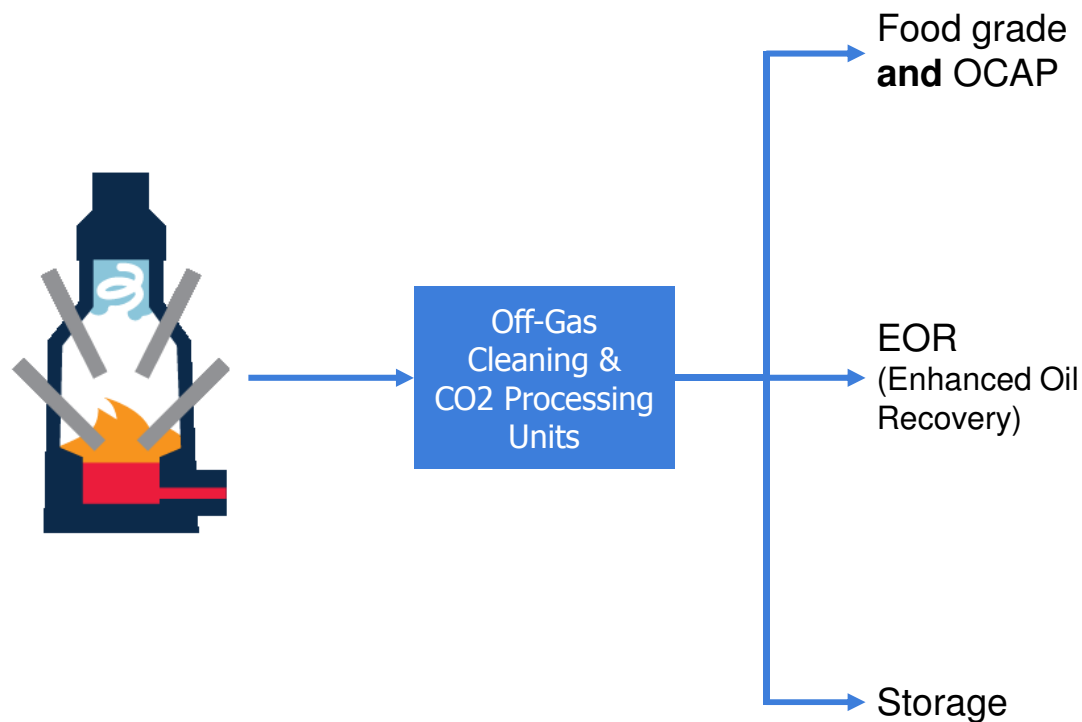 Food grade
and OCAP
Off-Gas
Cleaning &
CO2 Processing
Units
EOR
(Enhanced Oil
Recovery)
Storage